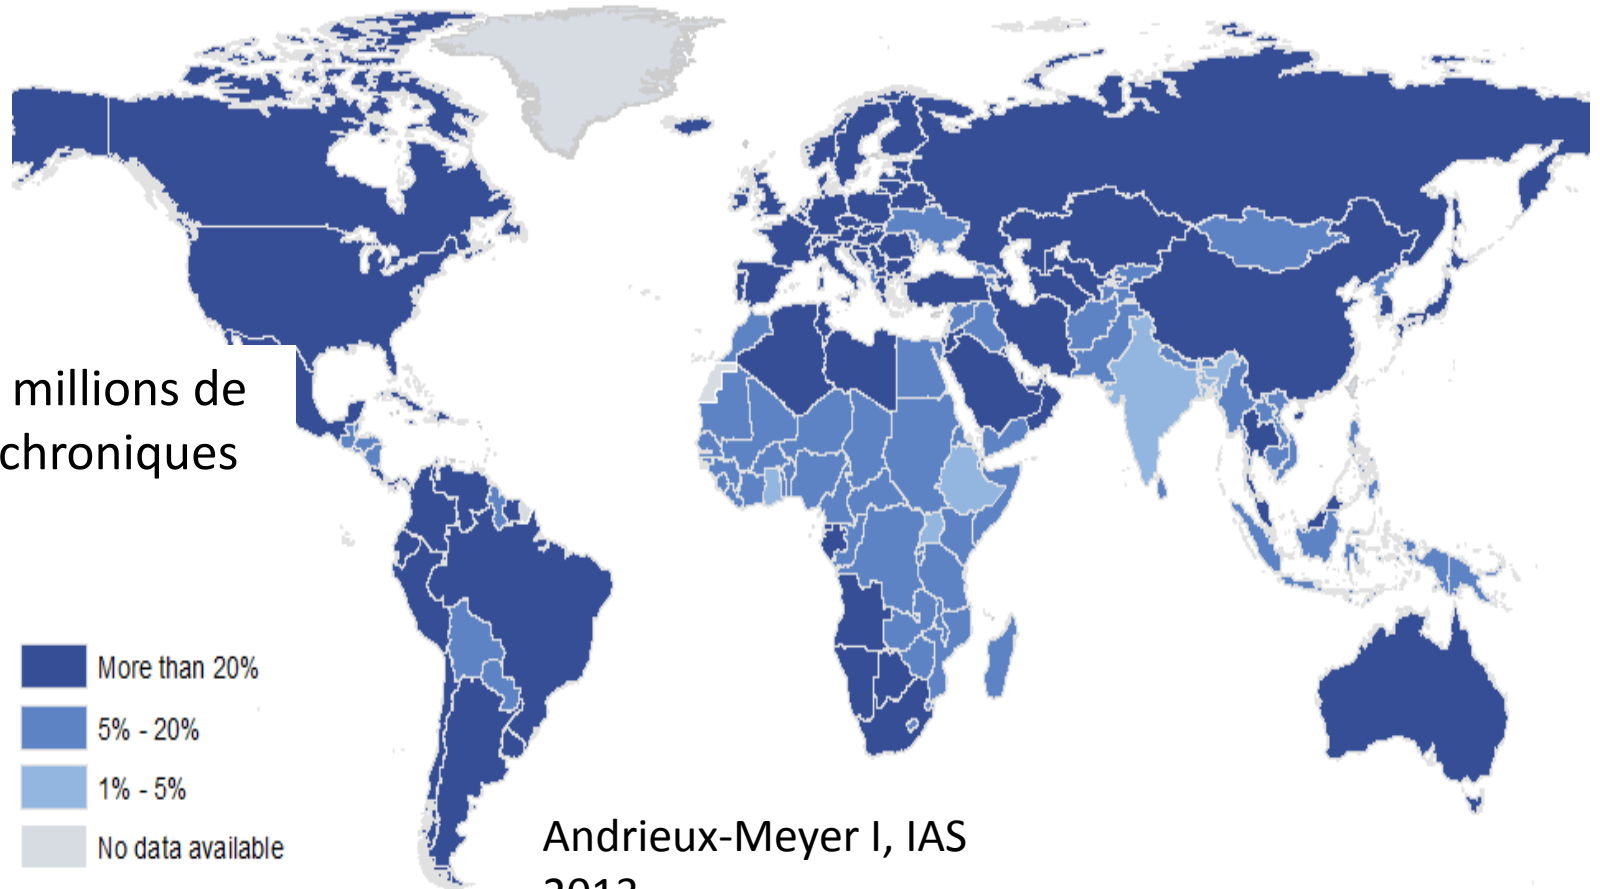 millions de
chroniques
More than 20%
5% - 20%
1% - 5%
No data available
Andrieux-Meyer I, IAS